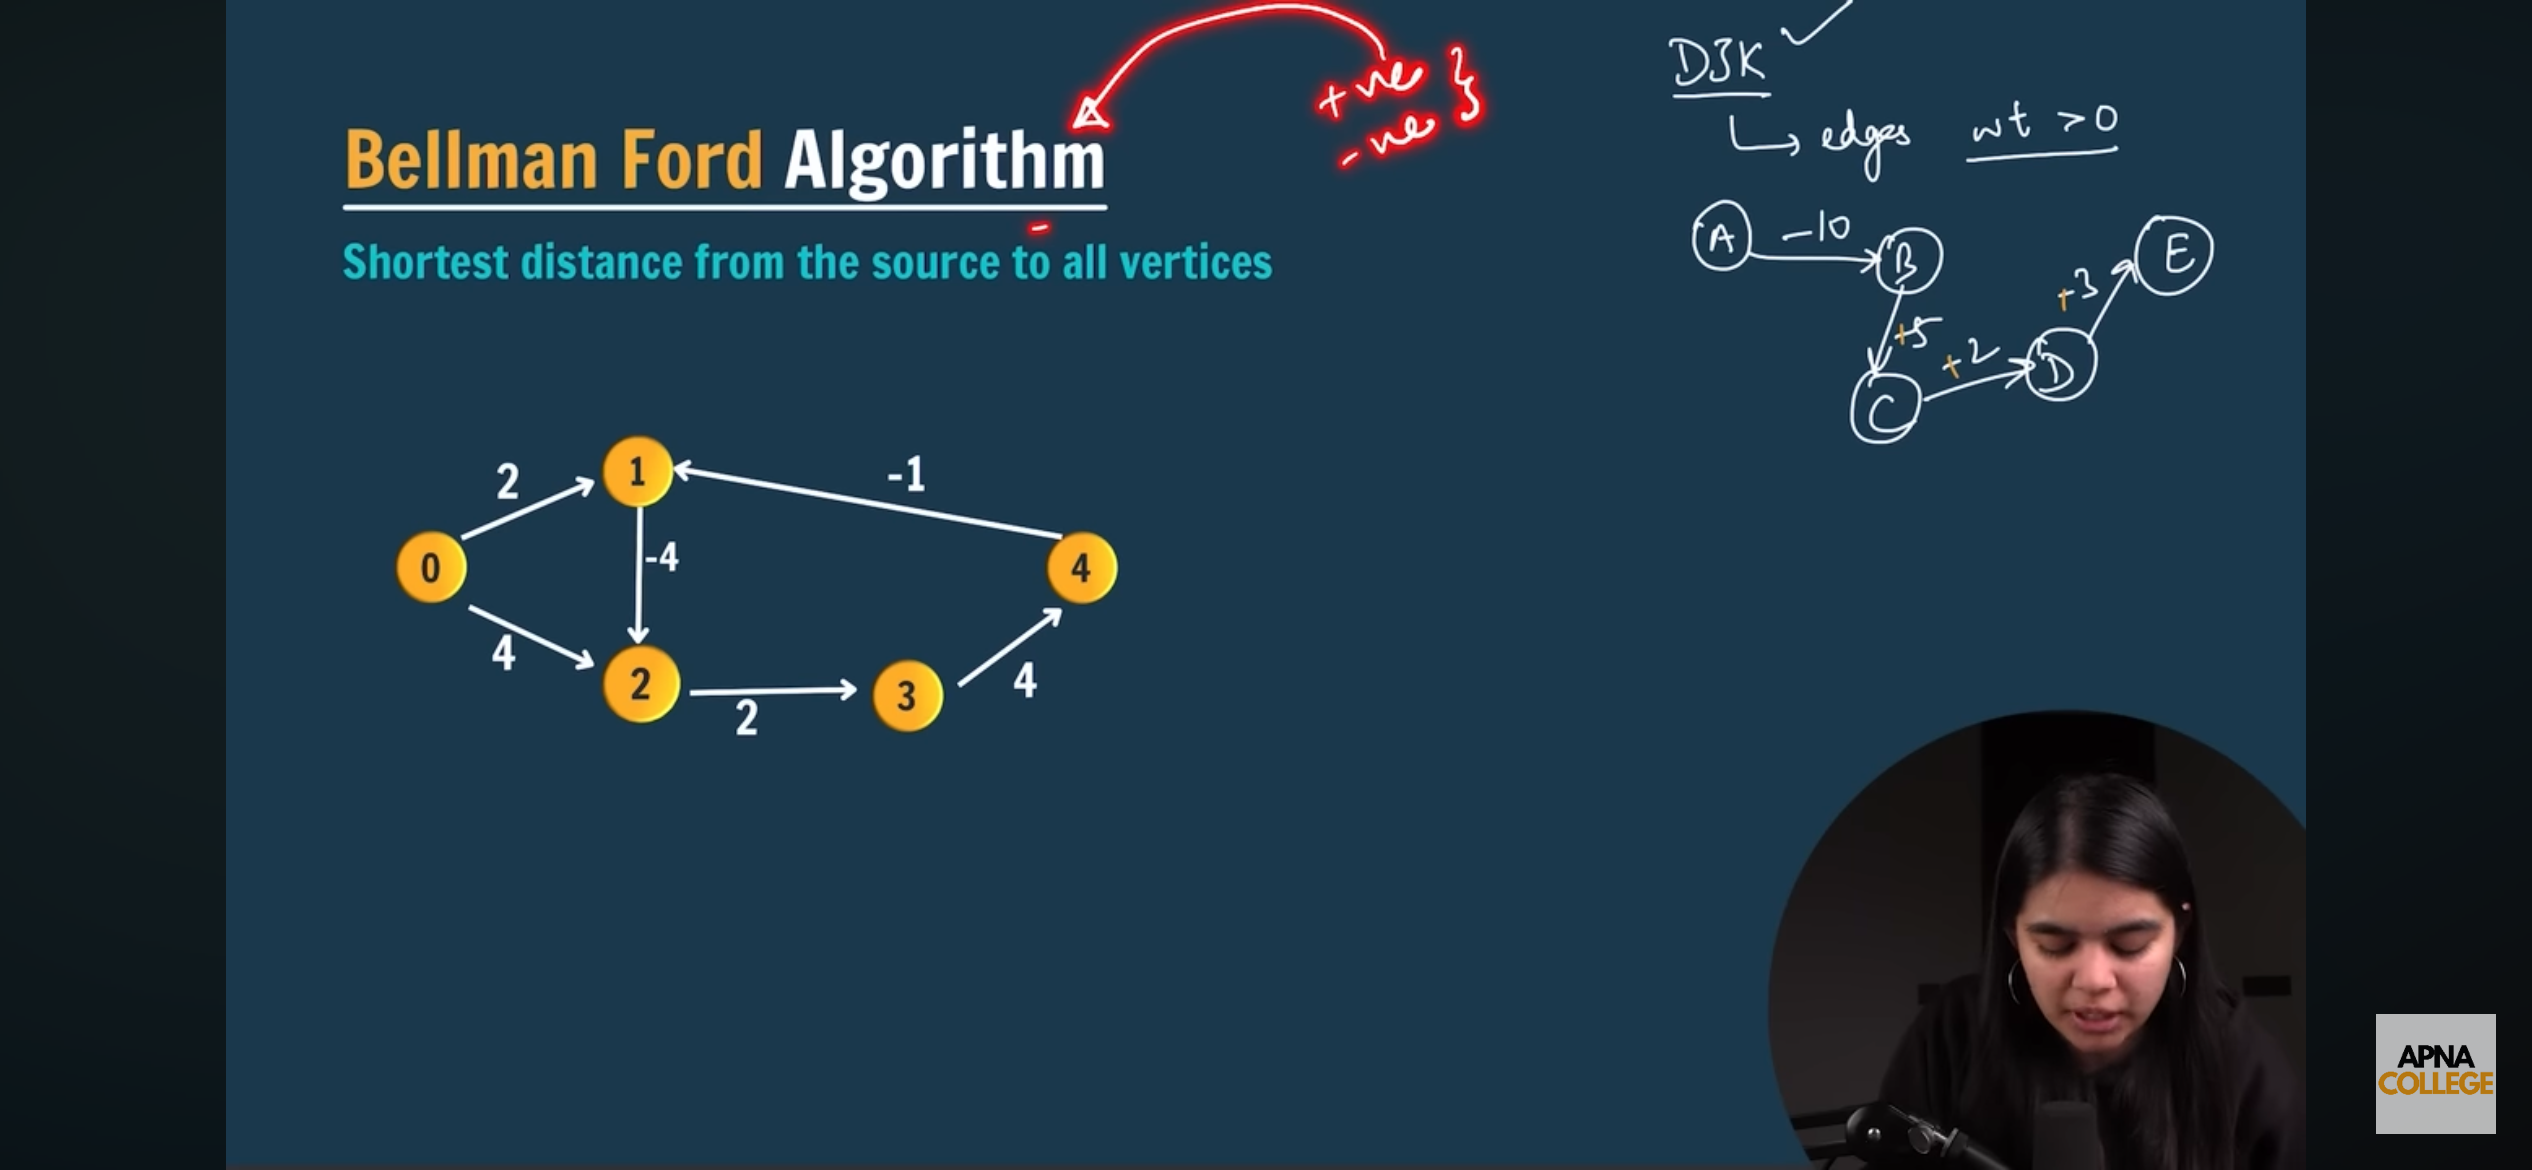 +ve }
-ve
DJK ✓
↳ edges wt >0
Bellman Ford Algorithm
-
Shortest distance from the source to all vertices
A -10 B
E
+3
+5
+2
D
C
2
1
-1
-4
0
4
4
2
3
4
2
APNA
COLLEGE